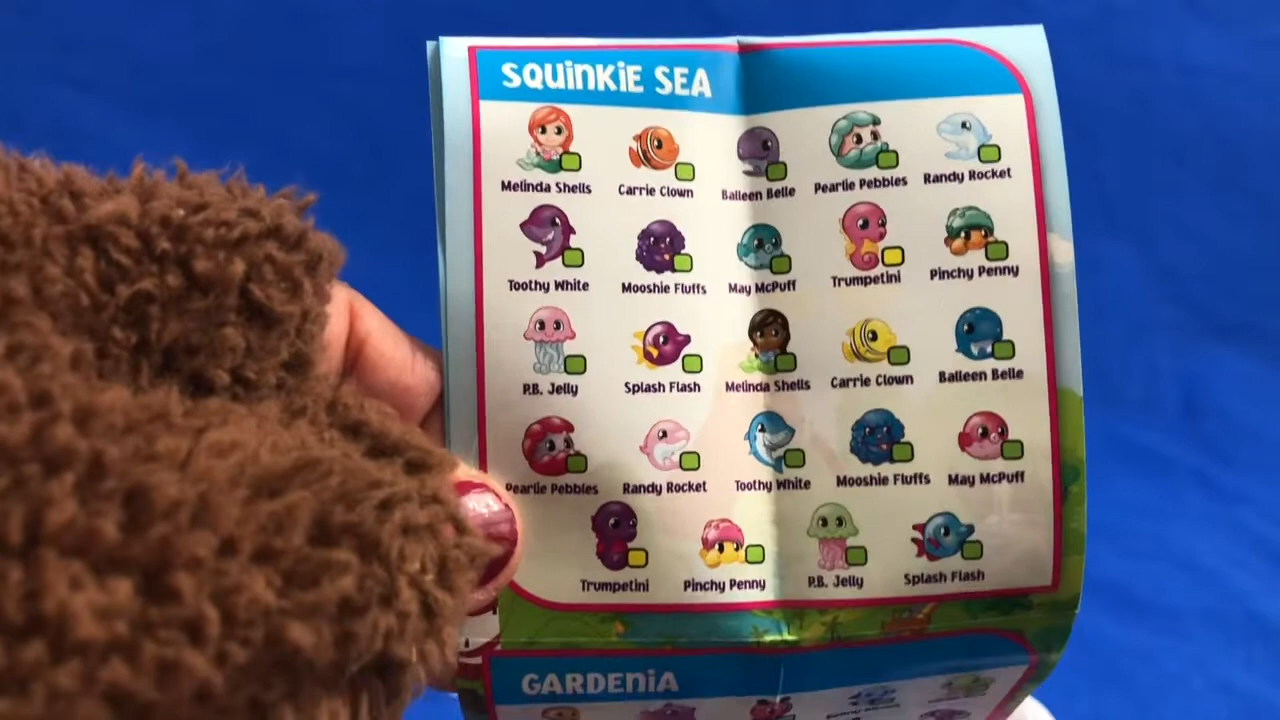 SQUINKIE SEA
Melinda Shells Carrie Clown Balleen Belle Pearlie Pebbles Randy Rocket
Toothy White Mooshie Fluffs May McPuff Trumpetini Pinchy Penny
P.B. Jelly Splash Flash Melinda Shells Carrie Clown Balleen Belle
Pearlie Pebbles Randy Rocket Toothy White Mooshie Fluffs May McPuff
Trumpetini Pinchy Penny P.B. Jelly Splash Flash
GARDENIA